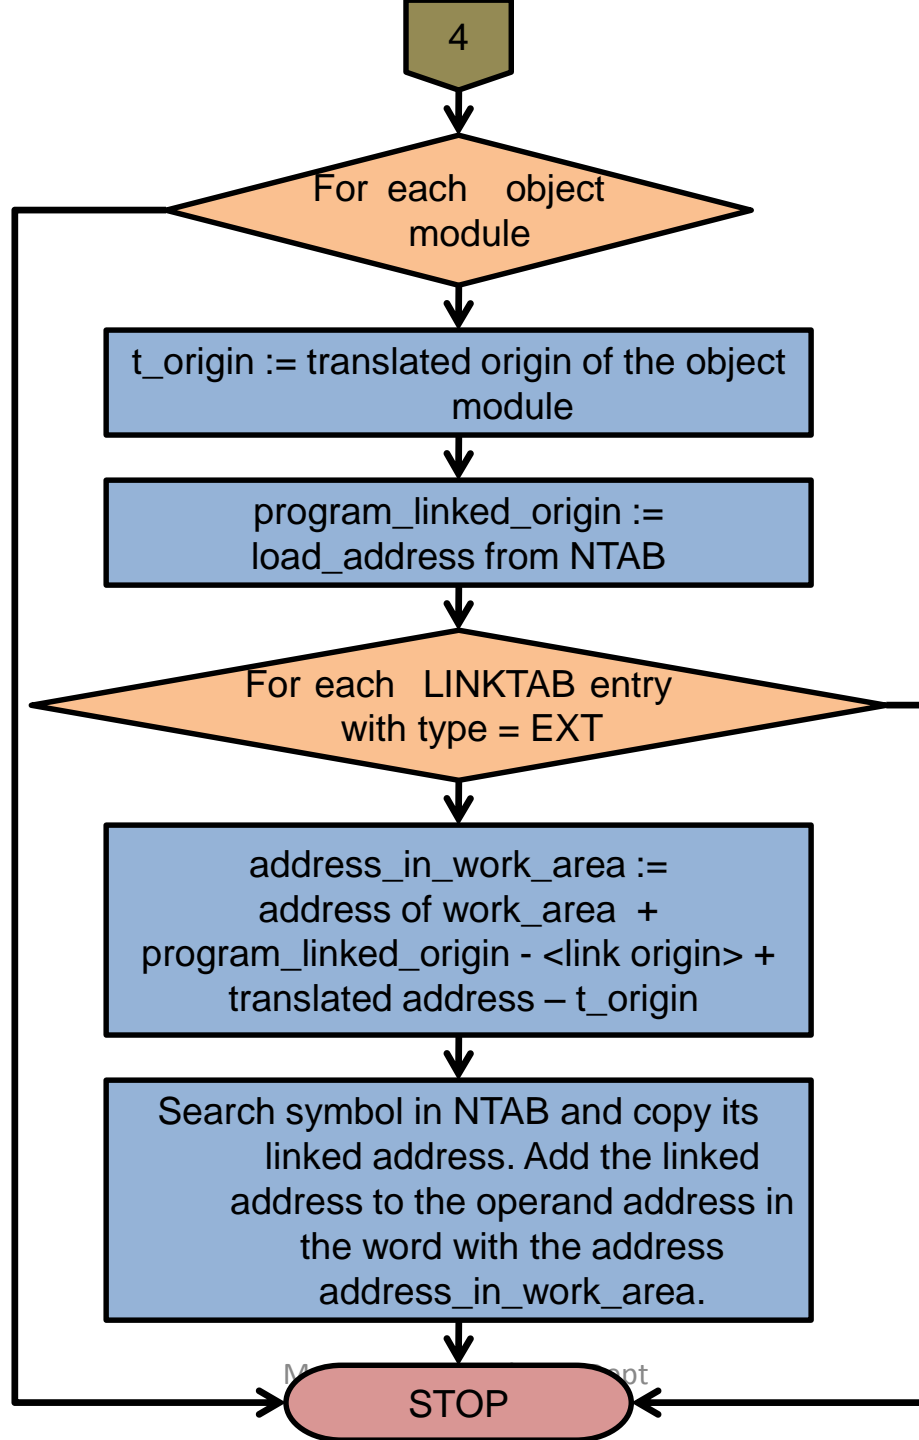 4
For each object
module
t_origin := translated origin of the object
module
program_linked_origin :=
load_address from NTAB
For each LINKTAB entry
with type = EXT
address_in_work_area :=
address of work_area +
program_linked_origin - <link origin> +
translated address – t_origin
Search symbol in NTAB and copy its
linked address. Add the linked
address to the operand address in
the word with the address
address_in_work_area.
STOP